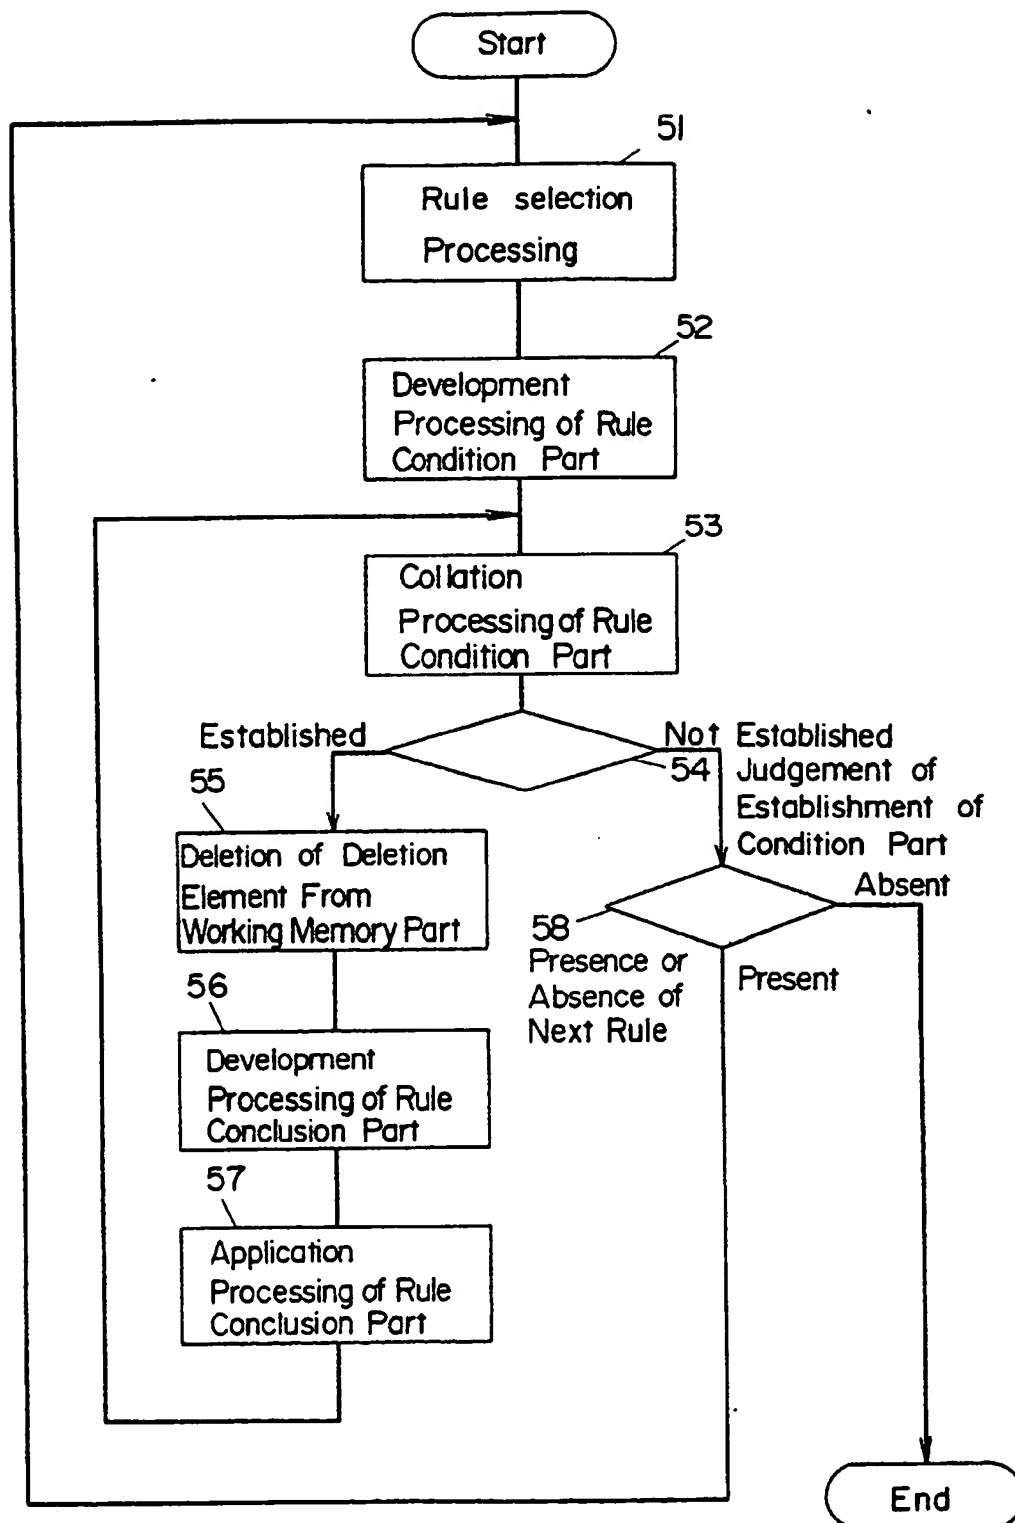 Start
51
Rule selection
Processing
52
Development
Processing of Rule
Condition Part
53
Collation
Processing of Rule
Condition Part
Established
Not Established
54
Judgement of
Establishment of
Condition Part
55
Deletion of Deletion
Element From
Working Memory Part
Absent
58
Presence or
Absence of
Next Rule
Present
56
Development
Processing of Rule
Conclusion Part
57
Application
Processing of Rule
Conclusion Part
End